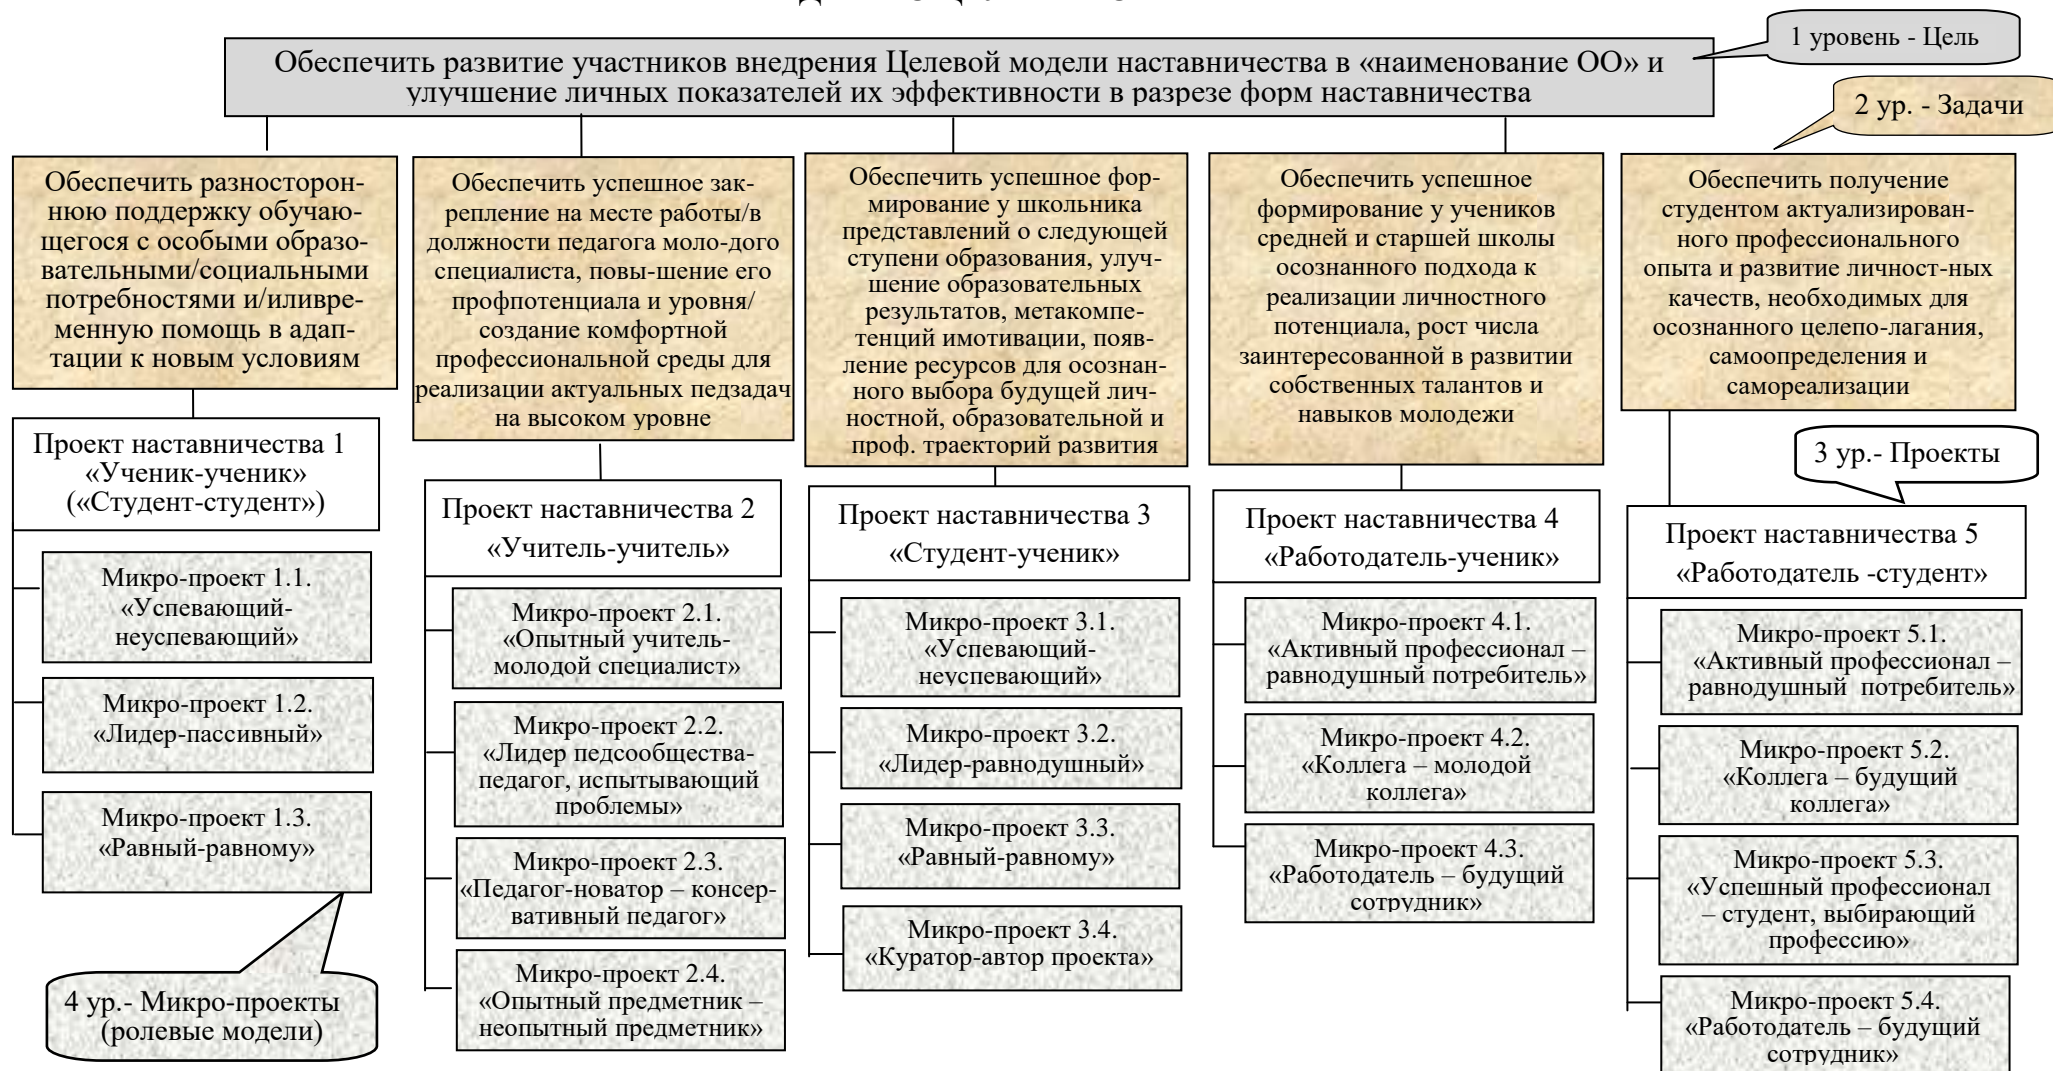 Обеспечить развитие участников внедрения Целевой модели наставничества в «наименование ОО» и
улучшение личных показателей их эффективности в разрезе форм наставничества
1 уровень - Цель
2 ур. - Задачи
Обеспечить разносторон-
нюю поддержку обучаю-
щегося с особыми образо-
вательными/социальными
потребностями и/иливре-
менную помощь в адап-
тации к новым условиям
Обеспечить успешное зак-
репление на месте работы/в
должности педагога моло-дого
специалиста, повы-шение его
профпотенциала и уровня/
создание комфортной
профессиональной среды для
реализации актуальных педзадач
на высоком уровне
Обеспечить успешное фор-
мирование у школьника
представлений о следующей
ступени образования, улуч-
шение образовательных
результатов, метакомпе-
тенций имотивации, появ-
ление ресурсов для осознан-
ного выбора будущей лич-
ностной, образовательной и
проф. траекторий развития
Обеспечить успешное
формирование у учеников
средней и старшей школы
осознанного подхода к
реализации личностного
потенциала, рост числа
заинтересованной в развитии
собственных талантов и
навыков молодежи
Обеспечить получение
студентом актуализирован-
ного профессионального
опыта и развитие личност-ных
качеств, необходимых для
осознанного целепо-лагания,
самоопределения и
самореализации
3 ур.- Проекты
Проект наставничества 1
«Ученик-ученик»
(«Студент-студент»)
Микро-проект 1.1.
«Успевающий-
неуспевающий»
Микро-проект 1.2.
«Лидер-пассивный»
Микро-проект 1.3.
«Равный-равному»
4 ур.- Микро-проекты
(ролевые модели)
Проект наставничества 2
«Учитель-учитель»
Микро-проект 2.1.
«Опытный учитель-
молодой специалист»
Микро-проект 2.2.
«Лидер педсообщества-
педагог, испытывающий
проблемы»
Микро-проект 2.3.
«Педагог-новатор – консер-
вативный педагог»
Микро-проект 2.4.
«Опытный предметник –
неопытный предметник»
Проект наставничества 3
«Студент-ученик»
Микро-проект 3.1.
«Успевающий-
неуспевающий»
Микро-проект 3.2.
«Лидер-равнодушный»
Микро-проект 3.3.
«Равный-равному»
Микро-проект 3.4.
«Куратор-автор проекта»
Проект наставничества 4
«Работодатель-ученик»
Микро-проект 4.1.
«Активный профессионал –
равнодушный потребитель»
Микро-проект 4.2.
«Коллега – молодой
коллега»
Микро-проект 4.3.
«Работодатель – будущий
сотрудник»
Проект наставничества 5
«Работодатель -студент»
Микро-проект 5.1.
«Активный профессионал –
равнодушный потребитель»
Микро-проект 5.2.
«Коллега – будущий
коллега»
Микро-проект 5.3.
«Успешный профессионал
– студент, выбирающий
профессию»
Микро-проект 5.4.
«Работодатель – будущий
сотрудник»